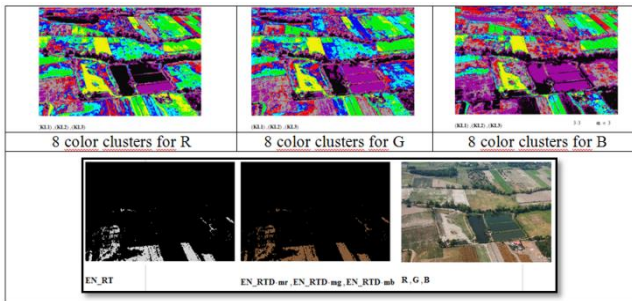 (KL1) , (KL2) , (KL3)
(KL1) , (KL2) , (KL3)
(KL1) , (KL2) , (KL3)
8 color clusters for R
8 color clusters for G
8 color clusters for B
EN_RT
EN_RTD-mr , EN_RTD-mg, EN_RTD-mb
R , G , B